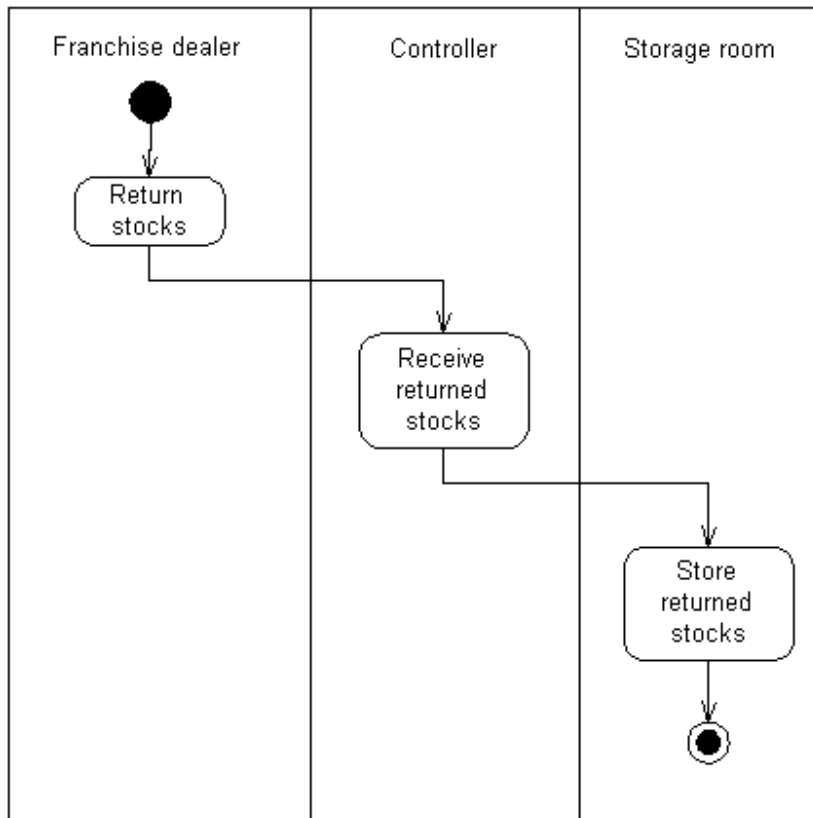 Franchise dealer
Controller
Storage room
Return
stocks
Receive
returned
stocks
Store
returned
stocks